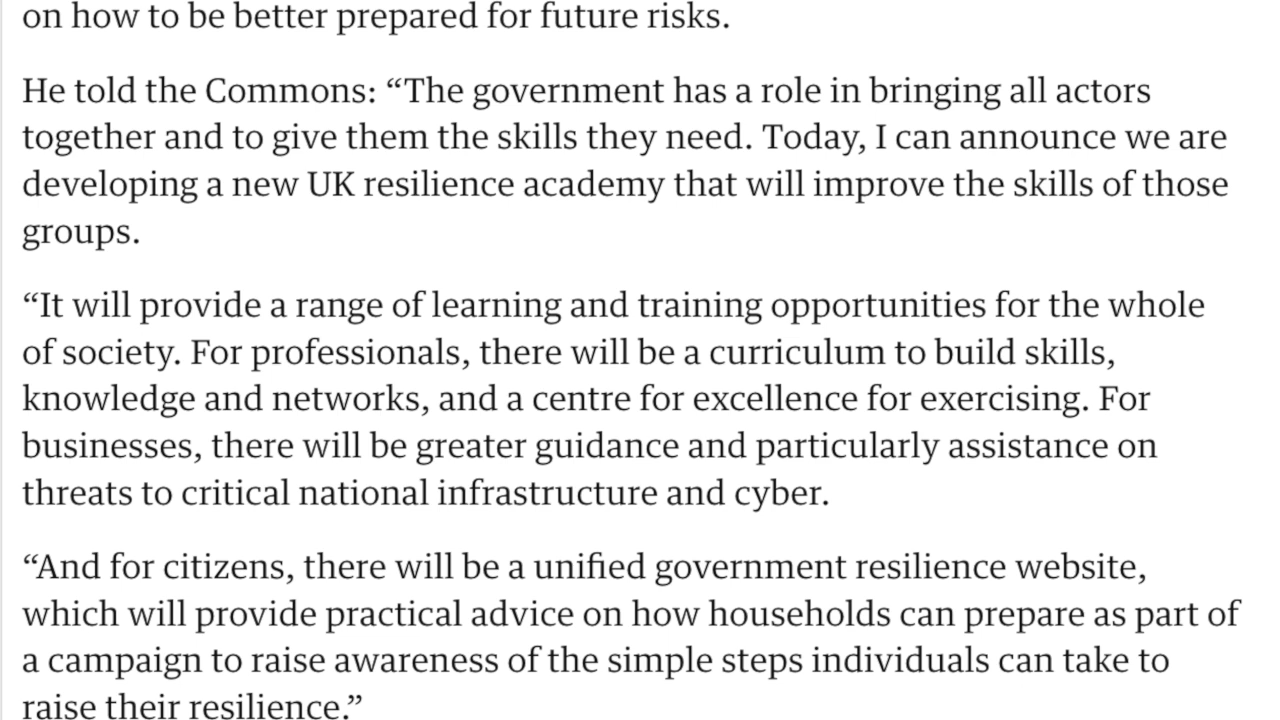 on how to be better prepared for future risks.
He told the Commons: “The government has a role in bringing all actors
together and to give them the skills they need. Today, I can announce we are
developing a new UK resilience academy that will improve the skills of those
groups.
“It will provide a range of learning and training opportunities for the whole
of society. For professionals, there will be a curriculum to build skills,
knowledge and networks, and a centre for excellence for exercising. For
businesses, there will be greater guidance and particularly assistance on
threats to critical national infrastructure and cyber.
“And for citizens, there will be a unified government resilience website,
which will provide practical advice on how households can prepare as part of
a campaign to raise awareness of the simple steps individuals can take to
raise their resilience.”